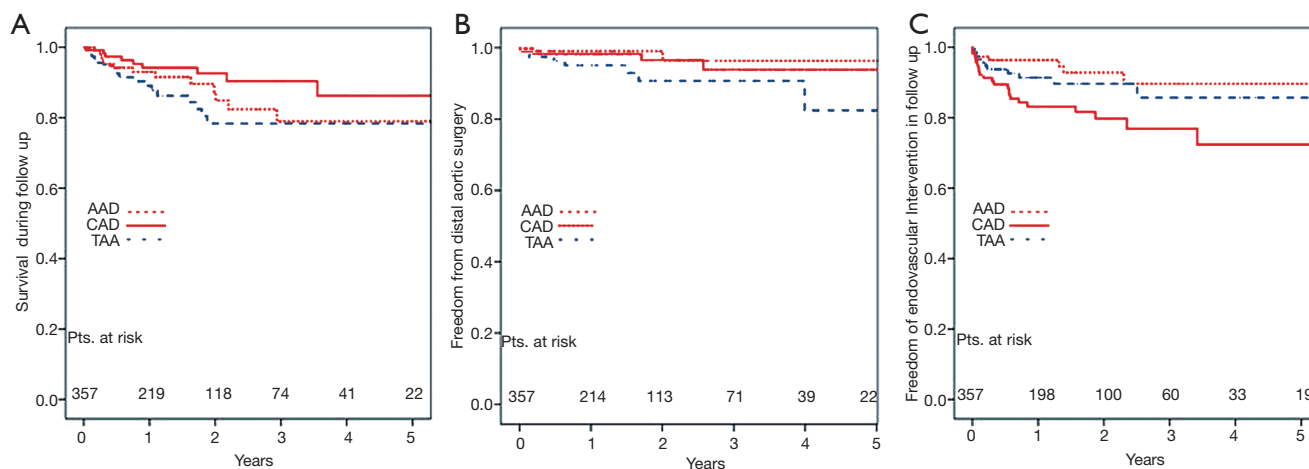 A
Survival during follow up
1.0
0.8
0.6
0.4
0.2
0.0
AAD
CAD
TAA
Pts. at risk
357 219 118 74 41 22
0 1 2 3 4 5
Years
B
Freedom from distal aortic surgery
1.0
0.8
0.6
0.4
0.2
0.0
AAD
CAD
TAA
Pts. at risk
357 214 113 71 39 22
0 1 2 3 4 5
Years
C
Freedom of endovascular Intervention in follow up
1.0
0.8
0.6
0.4
0.2
0.0
AAD
CAD
TAA
Pts. at risk
357 198 100 60 33 19
0 1 2 3 4 5
Years